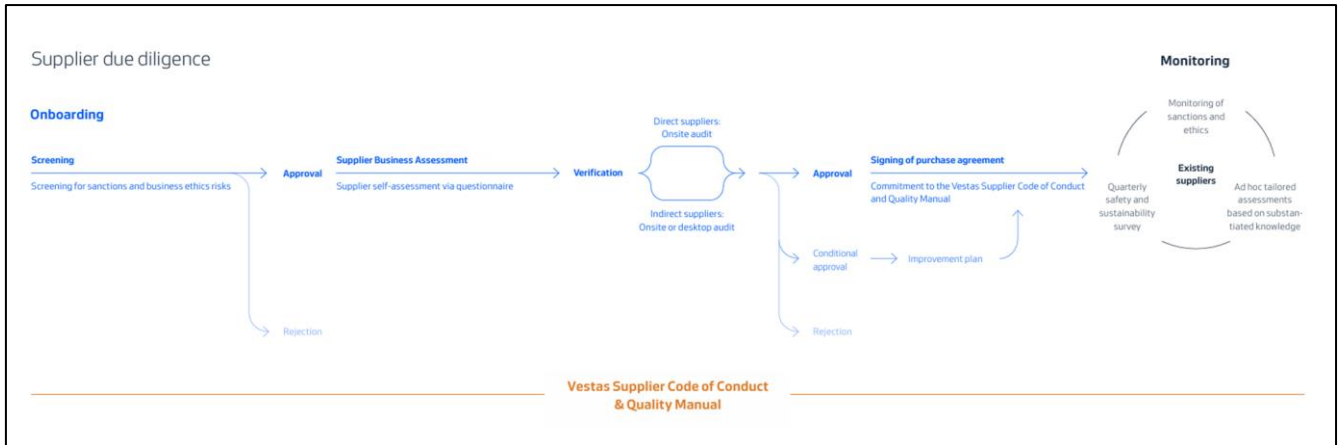 Supplier due diligence
Monitoring
Onboarding
Monitoring of
sanctions and
ethics
Direct suppliers:
Onsite audit
Screening
Screening for sanctions and business ethics risks
Approval
Supplier Business Assessment
Supplier self-assessment via questionnaire
Verification
Indirect suppliers:
Onsite or desktop audit
Approval
Signing of purchase agreement
Commitment to the Vestas Supplier Code of Conduct
and Quality Manual
Existing
suppliers
Quarterly
safety and
sustainability
survey
Ad hoc tailored
assessments
based on substan-
tiated knowledge
Conditional
approval
Improvement plan
Rejection
Rejection
Vestas Supplier Code of Conduct
& Quality Manual